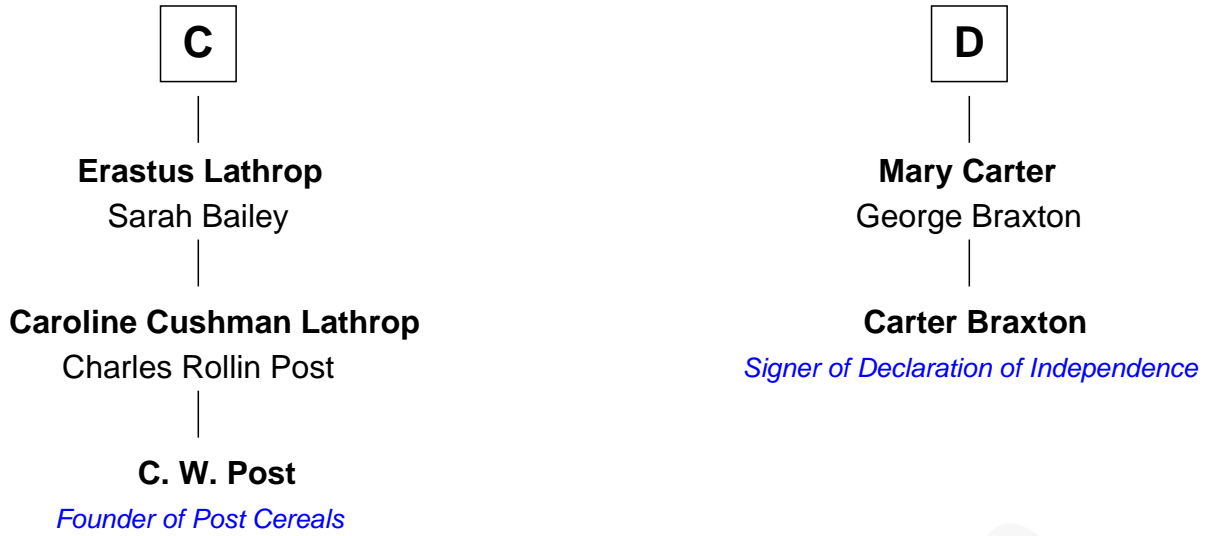 C
Erastus Lathrop
Sarah Bailey
Caroline Cushman Lathrop
Charles Rollin Post
C. W. Post
Founder of Post Cereals
D
Mary Carter
George Braxton
Carter Braxton
Signer of Declaration of Independence